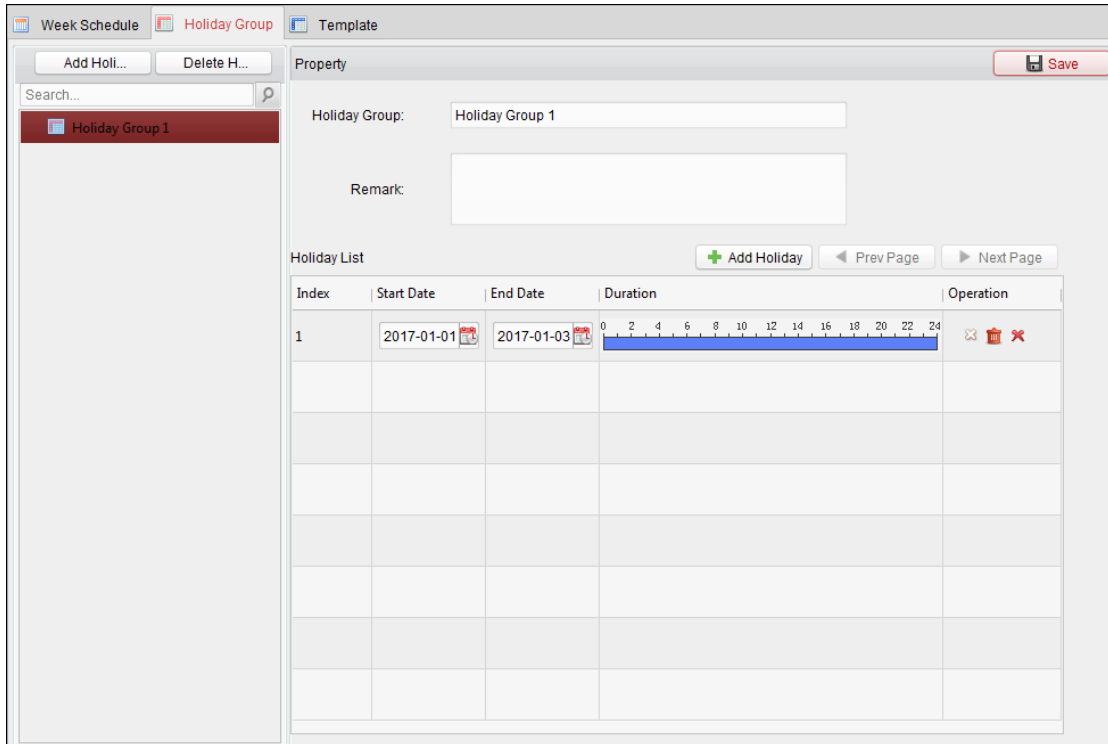 Week Schedule Holiday Group Template
Add Holi... Delete H...
Property
Save
Search...
Holiday Group 1
Holiday Group: Holiday Group 1
Remark:
Holiday List
Add Holiday Prev Page Next Page
Index Start Date End Date Duration Operation
0 2 4 6 8 10 12 14 16 18 20 22 24
1 2017-01-01 2017-01-03